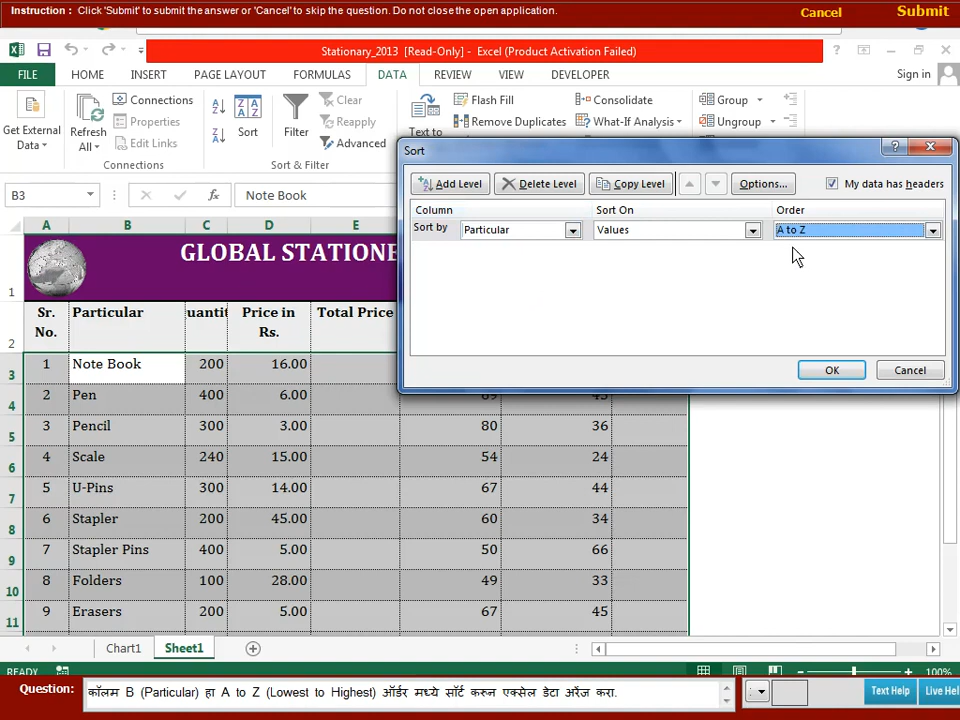 Instruction : Click 'Submit' to submit the answer or 'Cancel' to skip the question. Do not close the open application.
Cancel
Submit
Stationary_2013 [Read-Only] - Excel (Product Activation Failed)
FILE HOME INSERT PAGE LAYOUT FORMULAS DATA REVIEW VIEW DEVELOPER Sign in
Get External Data
Refresh All
Connections
Properties
Edit Links
Connections
Sort
Filter
Clear
Reapply
Advanced
Sort & Filter
Text to
Flash Fill
Remove Duplicates
Consolidate
What-If Analysis
Group
Ungroup
B3 Note Book
Sort
Add Level Delete Level Copy Level Options... My data has headers
Column Sort On Order
Sort by Particular Values A to Z
OK Cancel
A B C D E
1 GLOBAL STATIONE
2 Sr. No. Particular uantit Price in Rs. Total Price
3 1 Note Book 200 16.00
4 2 Pen 400 6.00 89 45
5 3 Pencil 300 3.00 80 36
6 4 Scale 240 15.00 54 24
7 5 U-Pins 300 14.00 67 44
8 6 Stapler 200 45.00 60 34
9 7 Stapler Pins 400 5.00 50 66
10 8 Folders 100 28.00 49 33
11 9 Erasers 200 5.00 67 45
Chart1 Sheet1
READY 100%
Question: कॉलम B (Particular) हा A to Z (Lowest to Highest) ऑर्डर मध्ये सॉर्ट करुन एक्सेल डेटा अरेंज करा.
Text Help Live Hel